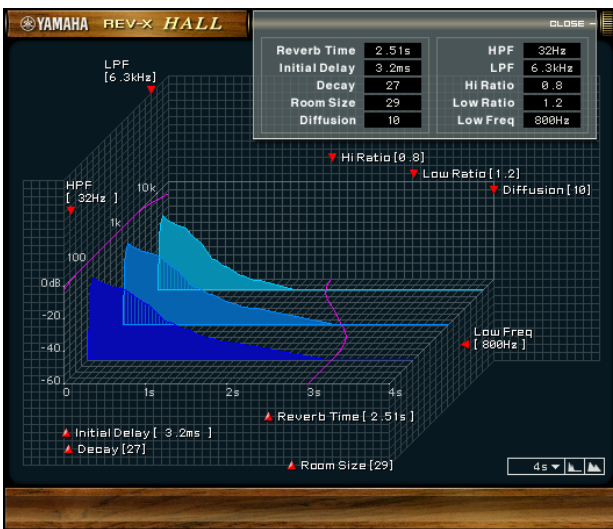 YAMAHA REV-X HALL
CLOSE -
Reverb Time 2.51s HPF 32Hz
Initial Delay 3.2ms LPF 6.3kHz
Decay 27 Hi Ratio 0.8
Room Size 29 Low Ratio 1.2
Diffusion 10 Low Freq 800Hz
LPF
[6.3kHz]
Hi Ratio [0.8]
Low Ratio [1.2]
Diffusion [10]
HPF
[ 32Hz ]
10k
1k
100
0dB
-20
-40
-60
0 1s 2s 3s 4s
Low Freq
[ 800Hz]
Reverb Time [ 2.51s ]
Initial Delay [ 3.2ms ]
Decay [27]
Room Size [29]
4s